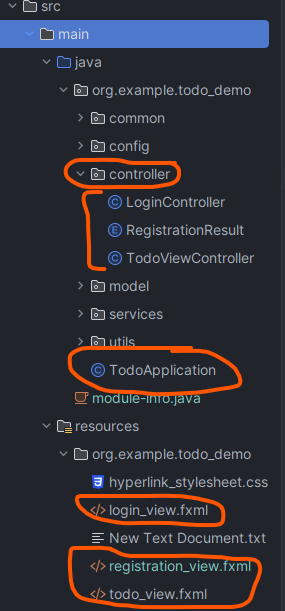 src
main
java
org.example.todo_demo
common
config
controller
LoginController
RegistrationResult
TodoViewController
model
services
utils
TodoApplication
module-info.java
resources
org.example.todo_demo
hyperlink_stylesheet.css
login_view.fxml
New Text Document.txt
registration_view.fxml
todo_view.fxml